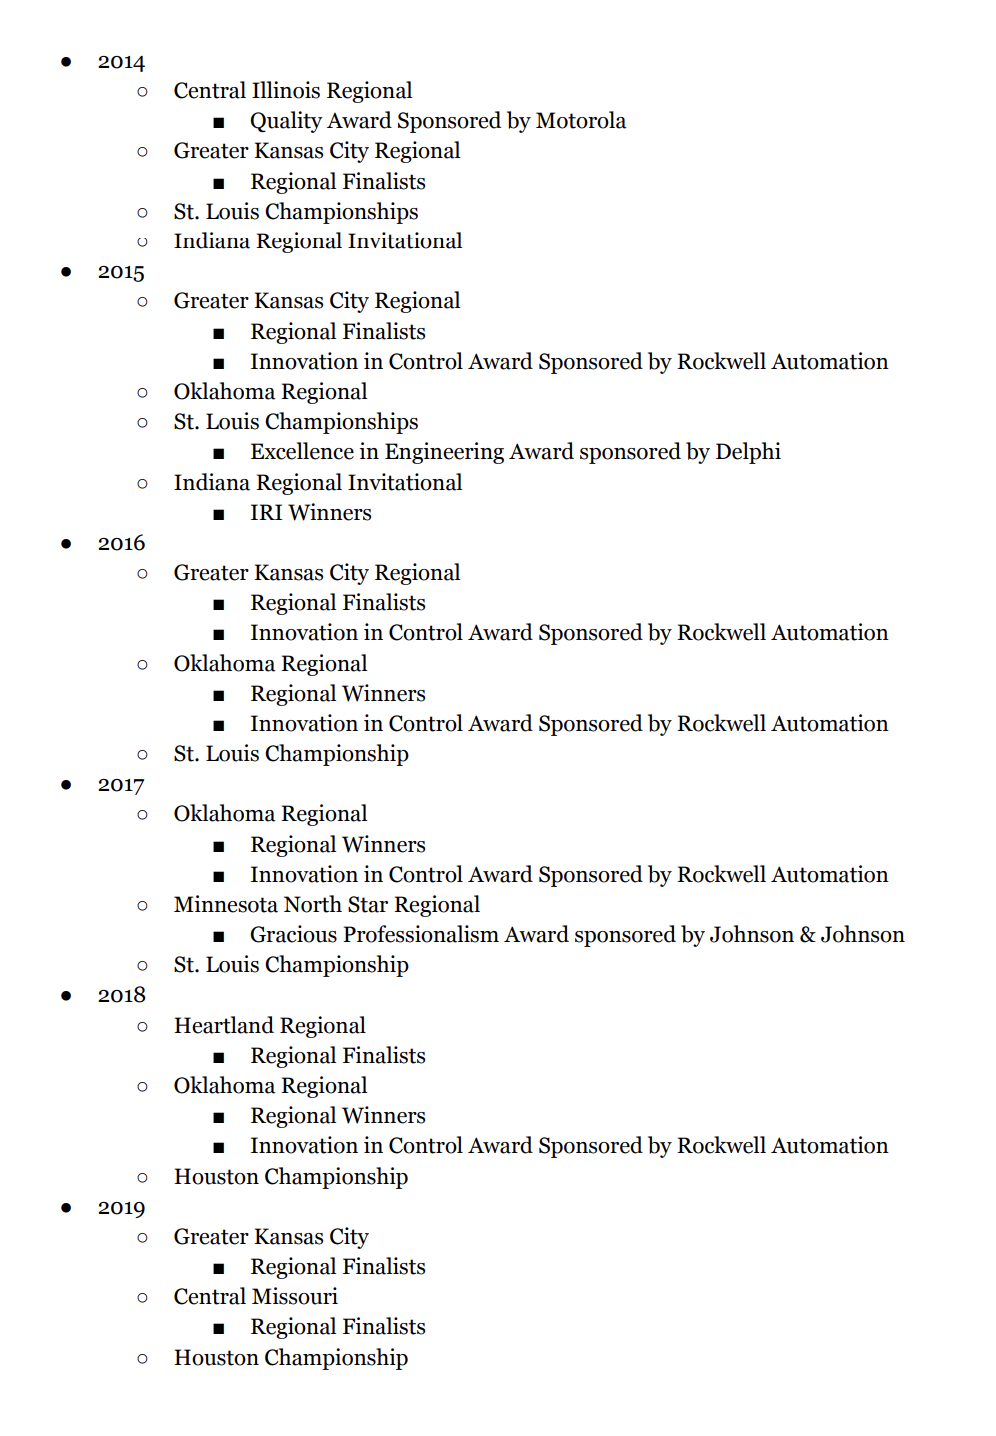 ● 2014
○ Central Illinois Regional
■ Quality Award Sponsored by Motorola
○ Greater Kansas City Regional
■ Regional Finalists
○ St. Louis Championships
○ Indiana Regional Invitational
● 2015
○ Greater Kansas City Regional
■ Regional Finalists
■ Innovation in Control Award Sponsored by Rockwell Automation
○ Oklahoma Regional
○ St. Louis Championships
■ Excellence in Engineering Award sponsored by Delphi
○ Indiana Regional Invitational
■ IRI Winners
● 2016
○ Greater Kansas City Regional
■ Regional Finalists
■ Innovation in Control Award Sponsored by Rockwell Automation
○ Oklahoma Regional
■ Regional Winners
■ Innovation in Control Award Sponsored by Rockwell Automation
○ St. Louis Championship
● 2017
○ Oklahoma Regional
■ Regional Winners
■ Innovation in Control Award Sponsored by Rockwell Automation
○ Minnesota North Star Regional
■ Gracious Professionalism Award sponsored by Johnson & Johnson
○ St. Louis Championship
● 2018
○ Heartland Regional
■ Regional Finalists
○ Oklahoma Regional
■ Regional Winners
■ Innovation in Control Award Sponsored by Rockwell Automation
○ Houston Championship
● 2019
○ Greater Kansas City
■ Regional Finalists
○ Central Missouri
■ Regional Finalists
○ Houston Championship